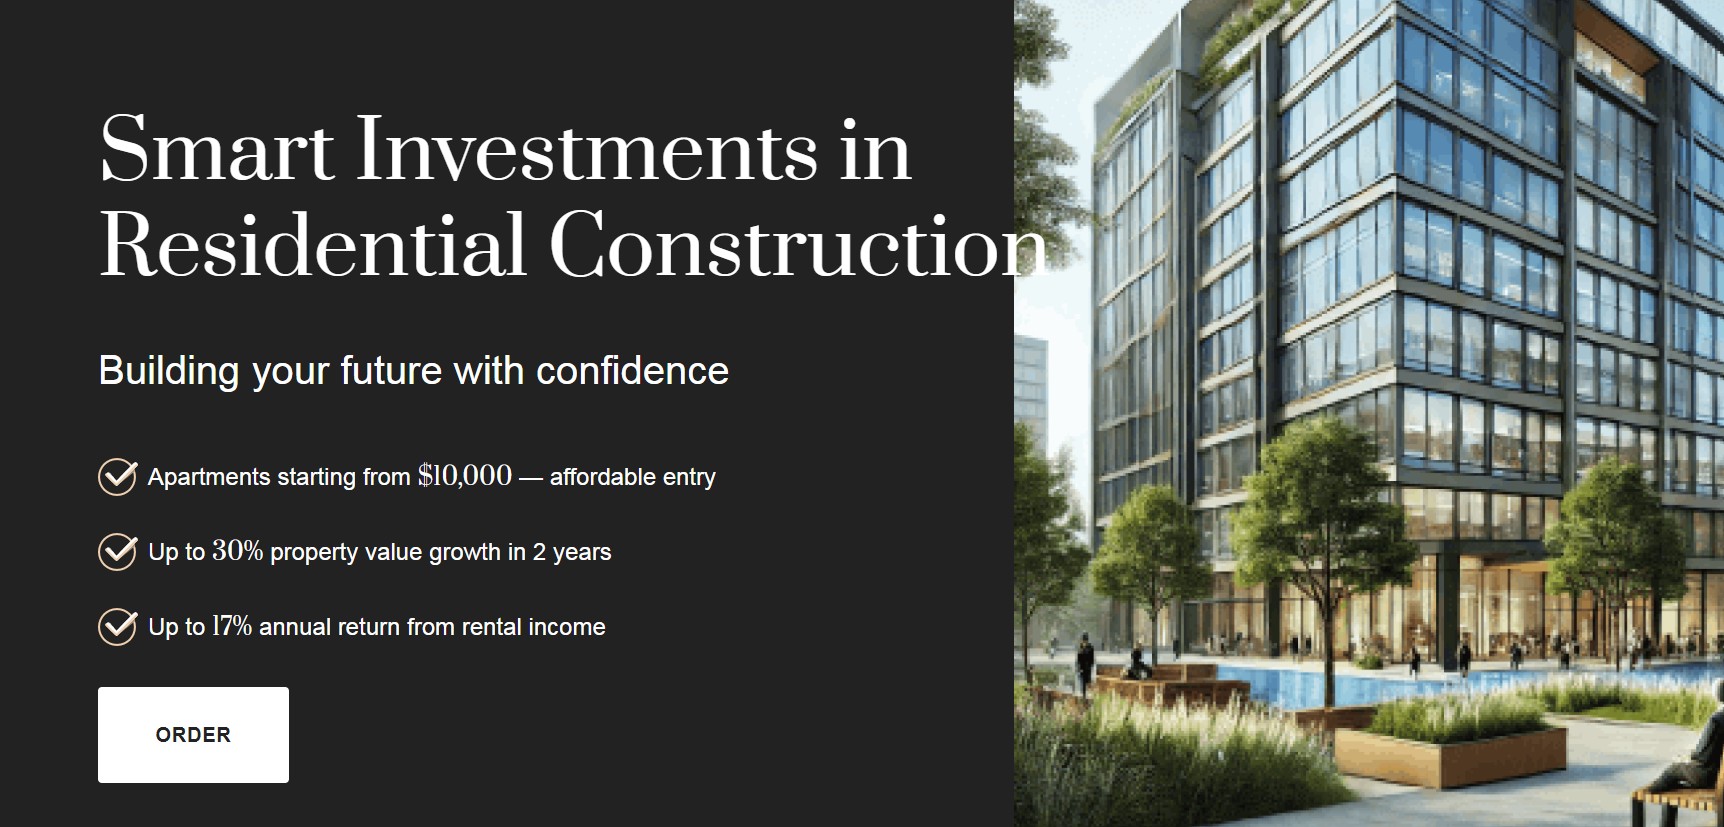 Smart Investments in
Residential Construction
Building your future with confidence
Apartments starting from $10,000 — affordable entry
Up to 30% property value growth in 2 years
Up to 17% annual return from rental income
ORDER